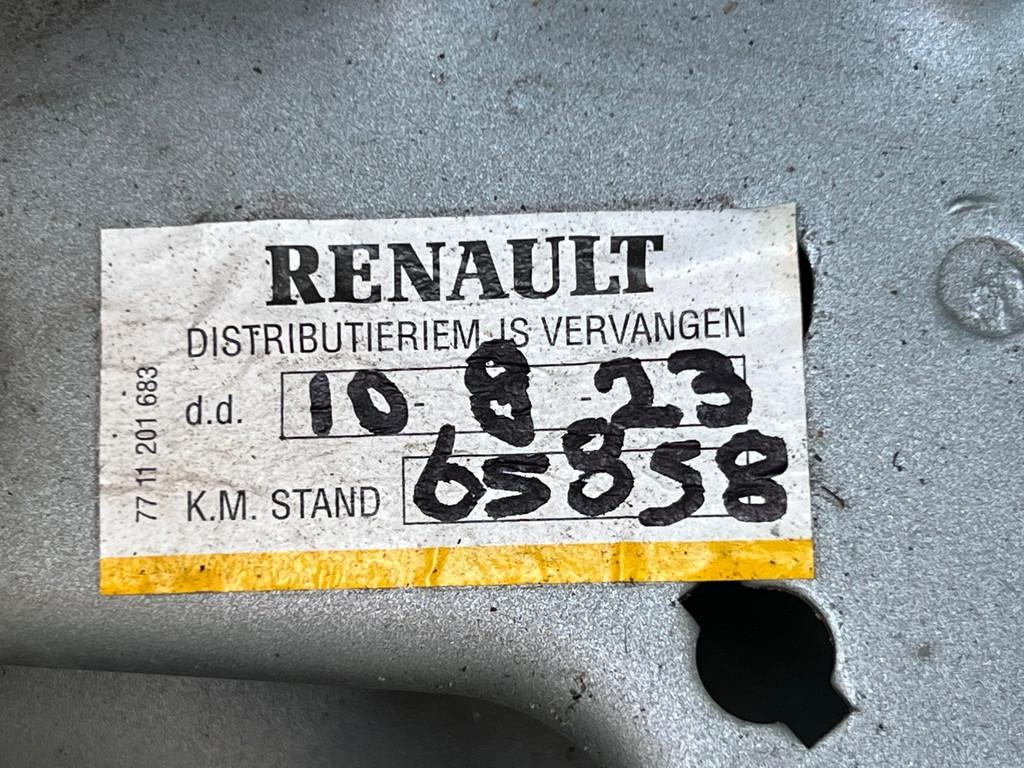 RENAULT
DISTRIBUTIERIEM IS VERVANGEN
d.d. 10-8-23
K.M. STAND 65858
77 11 201 683